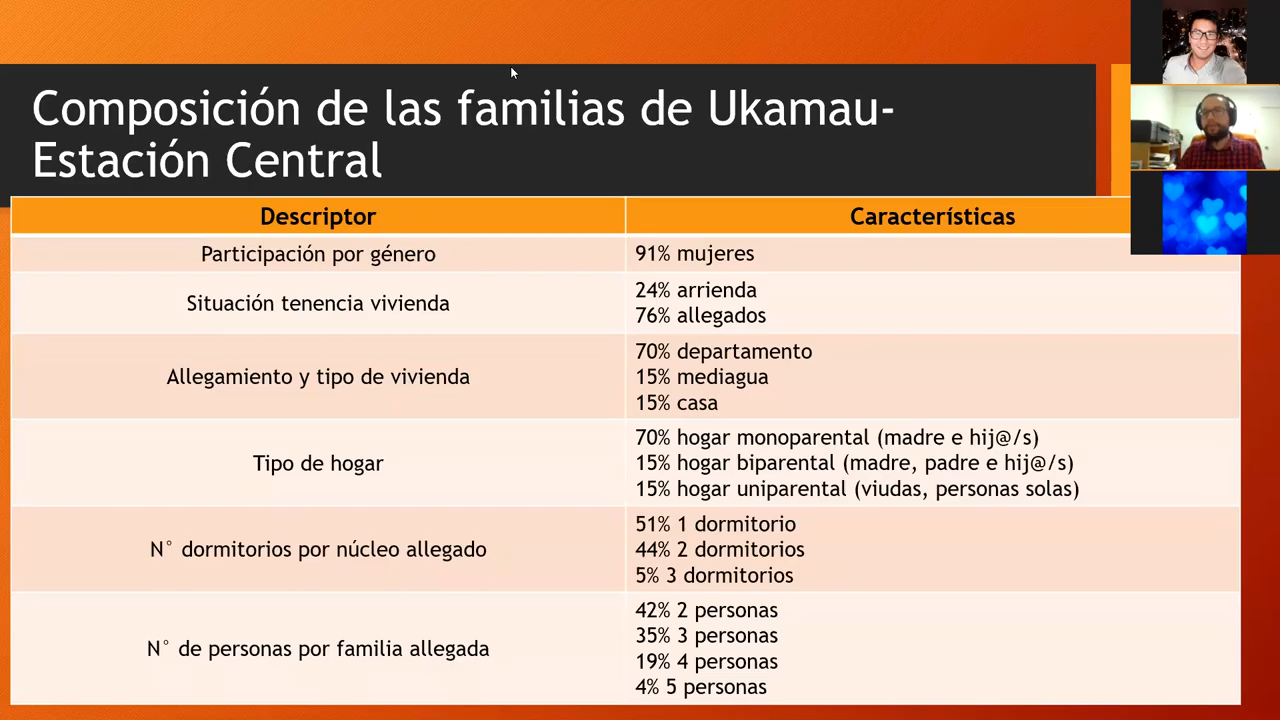 Composición de las familias de Ukamau-
Estación Central
Descriptor
Características
Participación por género
91% mujeres
Situación tenencia vivienda
24% arrienda
76% allegados
Allegamiento y tipo de vivienda
70% departamento
15% mediagua
15% casa
Tipo de hogar
70% hogar monoparental (madre e hij@/s)
15% hogar biparental (madre, padre e hij@/s)
15% hogar uniparental (viudas, personas solas)
N° dormitorios por núcleo allegado
51% 1 dormitorio
44% 2 dormitorios
5% 3 dormitorios
N° de personas por familia allegada
42% 2 personas
35% 3 personas
19% 4 personas
4% 5 personas